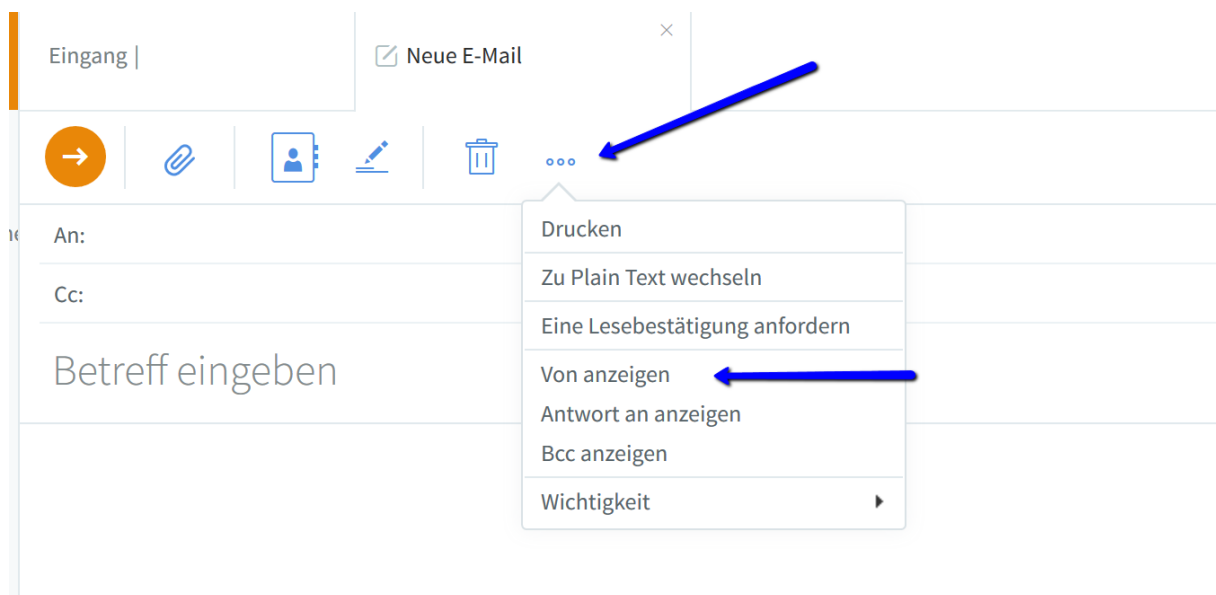 Eingang |
Neue E-Mail
An:
Cc:
Betreff eingeben
Drucken
Zu Plain Text wechseln
Eine Lesebestätigung anfordern
Von anzeigen
Antwort an anzeigen
Bcc anzeigen
Wichtigkeit